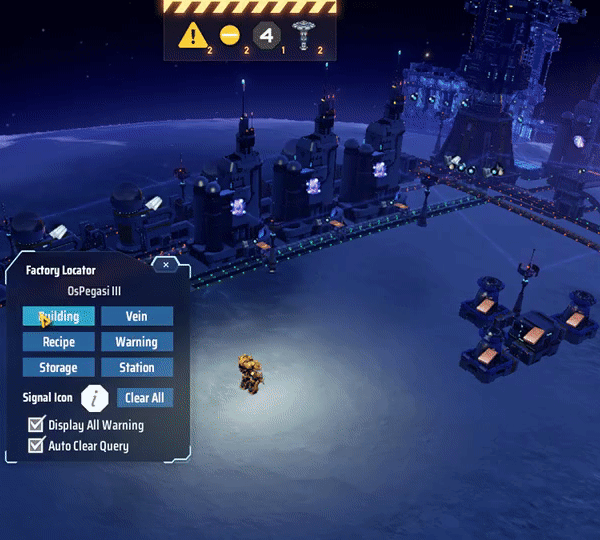 4
2 2 1 2
Factory Locator
×
OsPegasi III
Building Vein
Recipe Warning
Storage Station
Signal Icon i Clear All
Display All Warning
Auto Clear Query